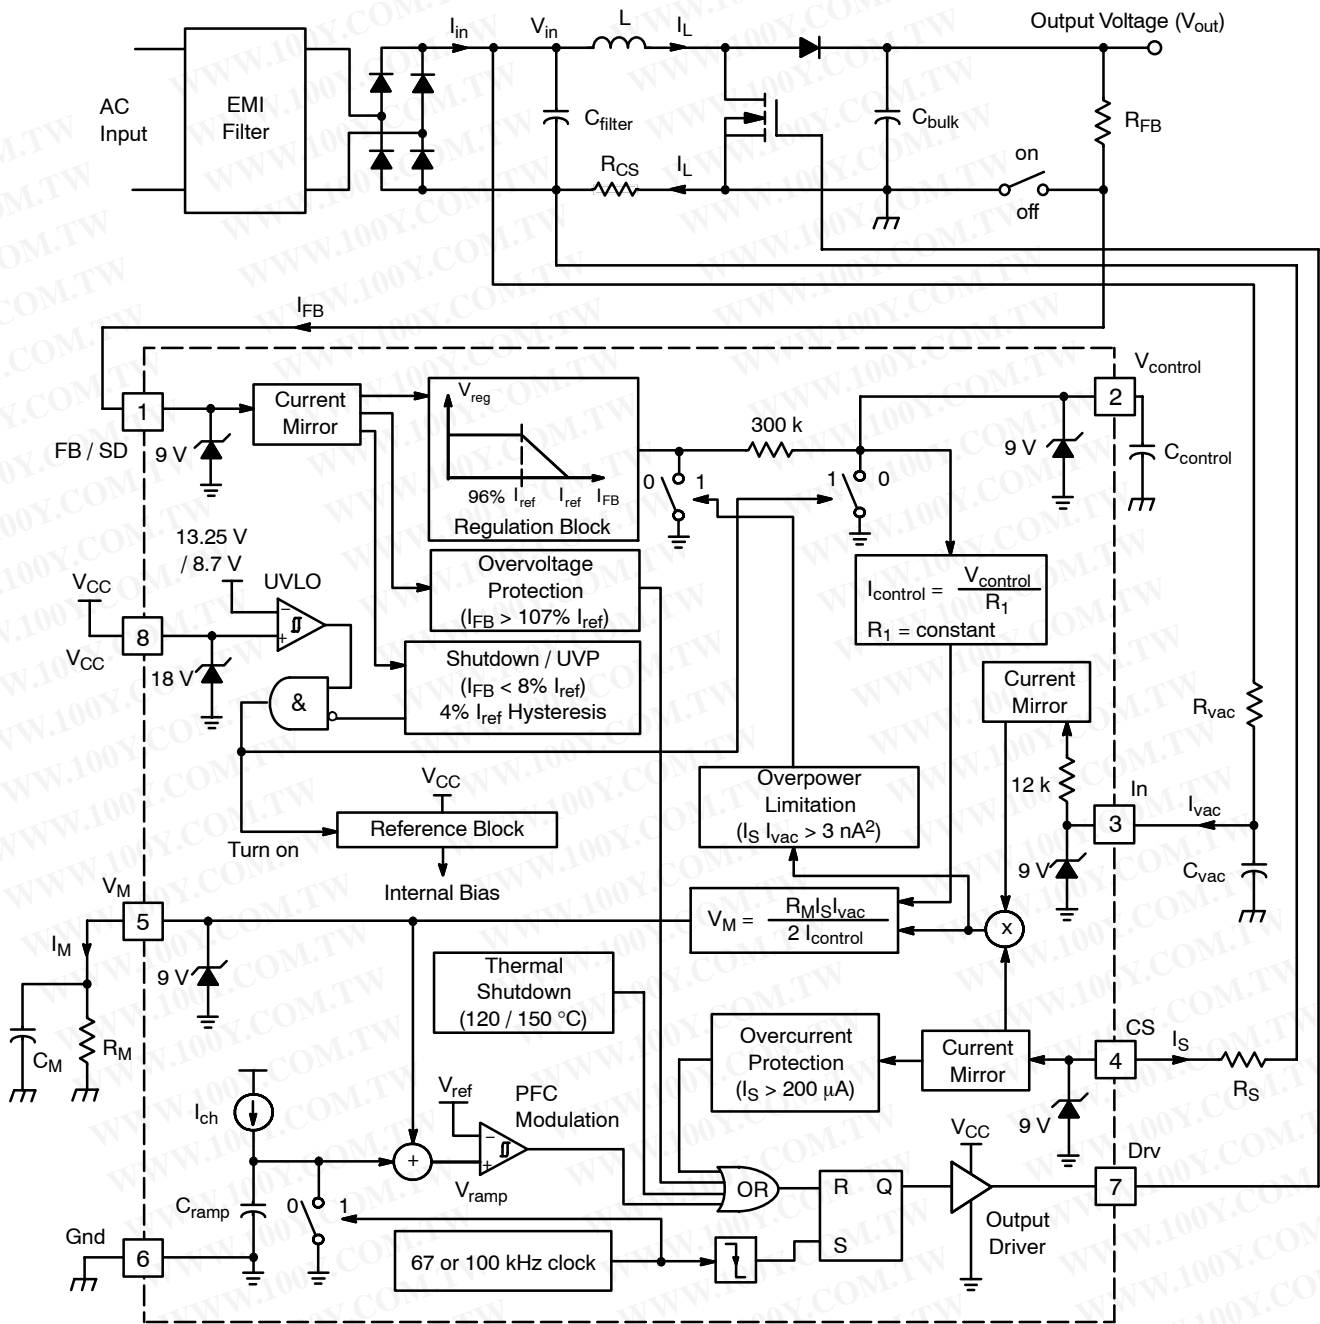 Output Voltage (Vout)
Iin
Vin
L
IL
AC
Input
EMI
Filter
Cfilter
Cbulk
RFB
RCS
IL
on
off
IFB
Vcontrol
1
Current
Mirror
Vreg
96% Iref
Iref
IFB
Regulation Block
300 k
2
FB / SD
9 V
0
1
1
0
9 V
Ccontrol
13.25 V
/ 8.7 V
UVLO
VCC
8
VCC
18 V
−
+
Overvoltage
Protection
(IFB > 107% Iref)
Icontrol = Vcontrol
R1
R1 = constant
Shutdown / UVP
(IFB < 8% Iref)
4% Iref Hysteresis
&
Current
Mirror
Rvac
12 k
In
3
Ivac
9 V
Cvac
VCC
Reference Block
Turn on
Internal Bias
Overpower
Limitation
(IS Ivac > 3 nA2)
VM
5
IM
9 V
VM = RMISIvac
2 Icontrol
x
Thermal
Shutdown
(120 / 150 °C)
CM
RM
Overcurrent
Protection
(IS > 200 μA)
Current
Mirror
CS
4
IS
RS
9 V
Ich
Vref
PFC
Modulation
−
+
+
Vramp
Cramp
0
1
OR
R
Q
S
VCC
Drv
7
Output
Driver
Gnd
6
67 or 100 kHz clock
WWW.100Y.COM.TW